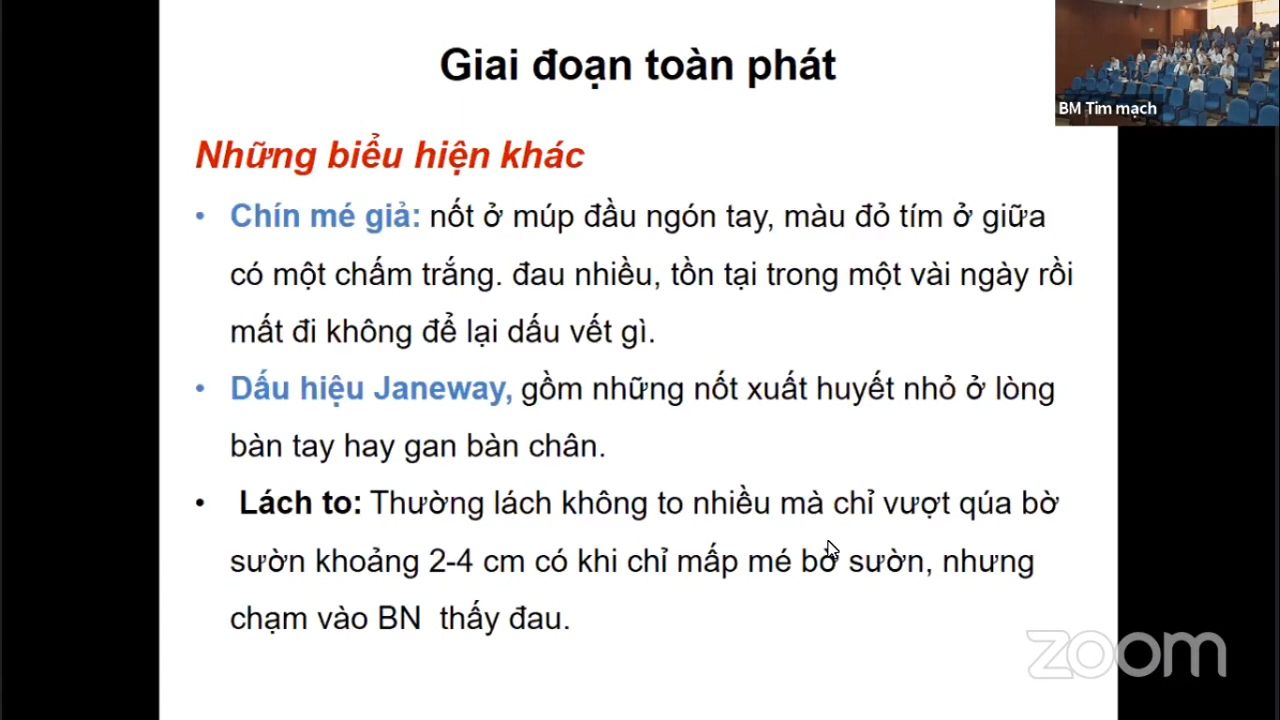 Giai đoạn toàn phát
BM Tim mạch
Những biểu hiện khác
• Chín mé giả: nốt ở múp đầu ngón tay, màu đỏ tím ở giữa
có một chấm trắng. đau nhiều, tồn tại trong một vài ngày rồi
mất đi không để lại dấu vết gì.
• Dấu hiệu Janeway, gồm những nốt xuất huyết nhỏ ở lòng
bàn tay hay gan bàn chân.
• Lách to: Thường lách không to nhiều mà chỉ vượt qúa bờ
sườn khoảng 2-4 cm có khi chỉ mấp mé bờ sườn, nhưng
chạm vào BN thấy đau.
zoom